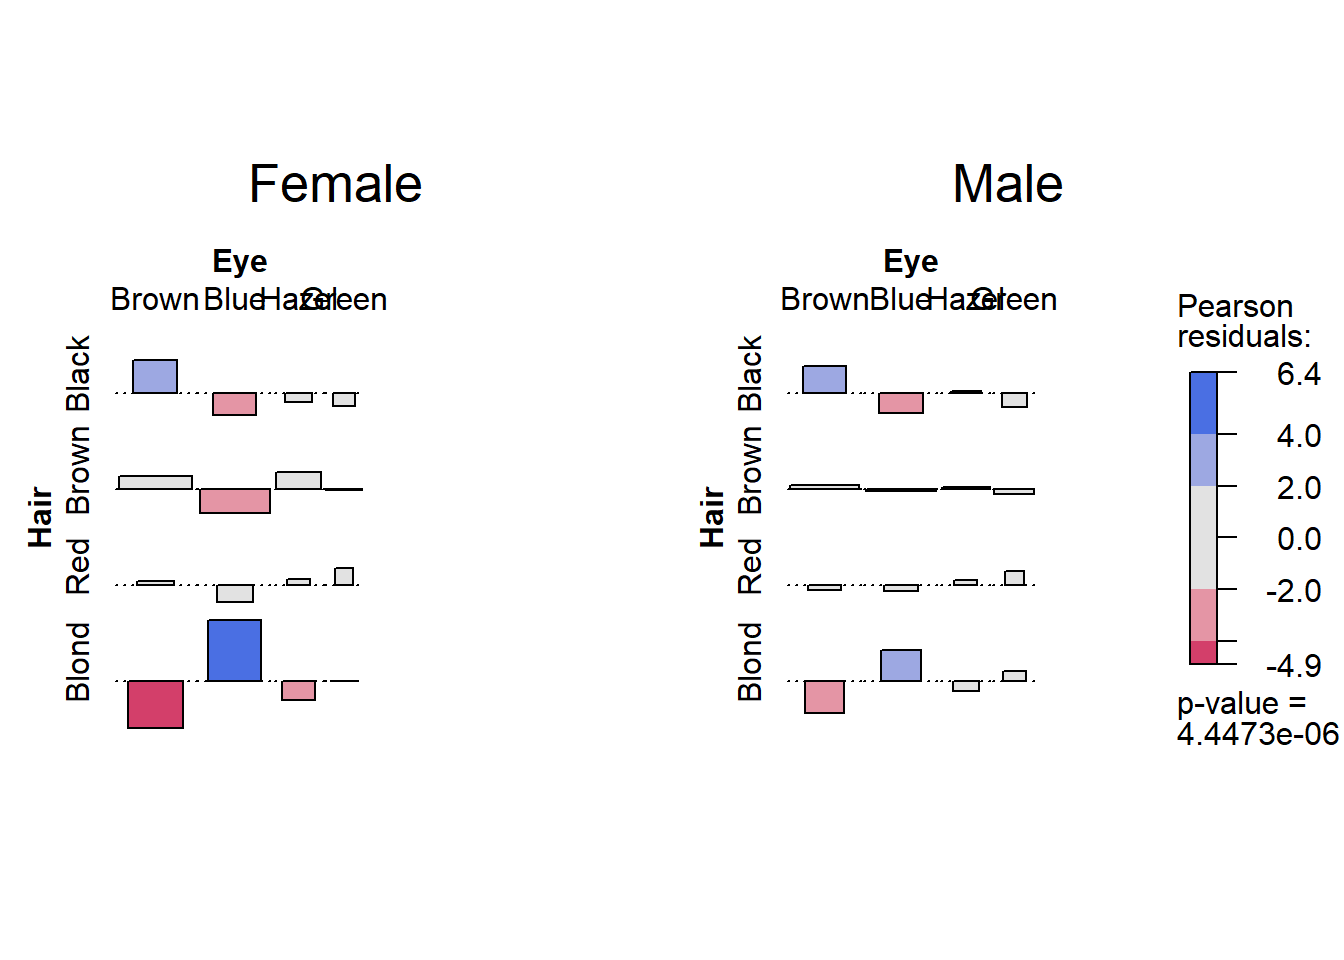 Female
Eye
Brown Blue Hazel Green
Hair
Black
Brown
Red
Blond
Male
Eye
Brown Blue Hazel Green
Hair
Black
Brown
Red
Blond
Pearson
residuals:
6.4
4.0
2.0
0.0
-2.0
-4.9
p-value =
4.4473e-06